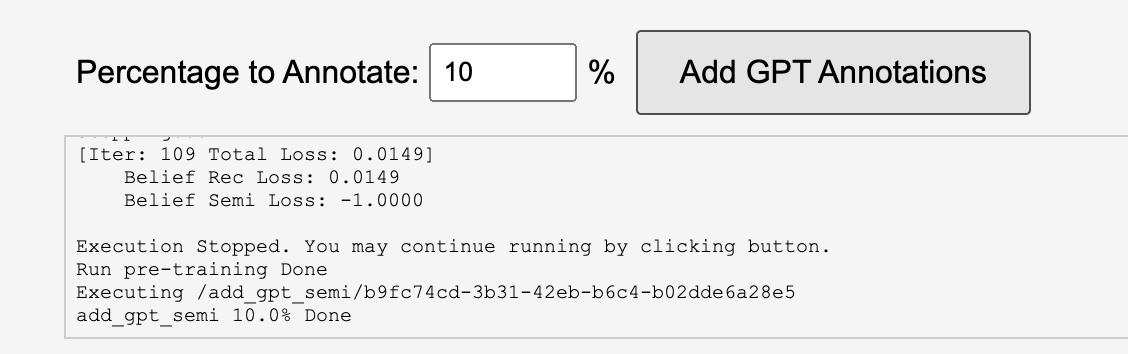 Percentage to Annotate: 10 % Add GPT Annotations
[Iter: 109 Total Loss: 0.0149]
    Belief Rec Loss: 0.0149
    Belief Semi Loss: -1.0000
Execution Stopped. You may continue running by clicking button.
Run pre-training Done
Executing /add_gpt_semi/b9fc74cd-3b31-42eb-b6c4-b02dde6a28e5
add_gpt_semi 10.0% Done